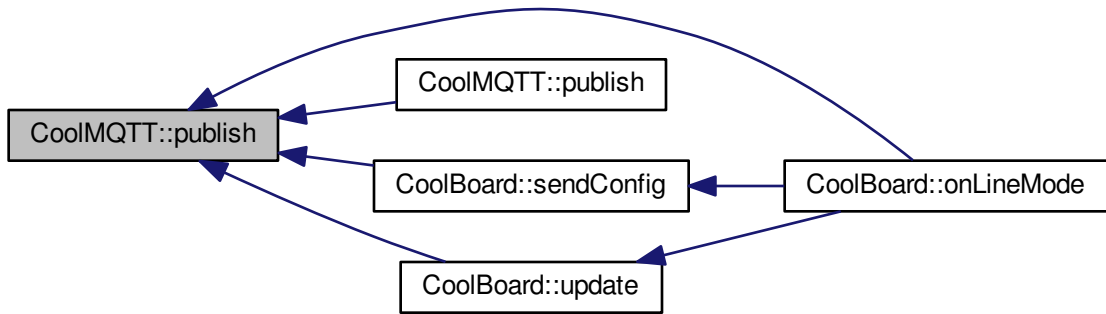 CoolMQTT::publish
CoolMQTT::publish
CoolBoard::sendConfig
CoolBoard::onLineMode
CoolBoard::update